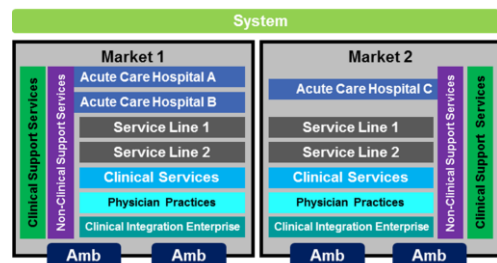 System
Market 1
Clinical Support Services
Non-Clinical Support Services
Acute Care Hospital A
Acute Care Hospital B
Service Line 1
Service Line 2
Clinical Services
Physician Practices
Clinical Integration Enterprise
Amb
Amb
Market 2
Acute Care Hospital C
Service Line 1
Service Line 2
Clinical Services
Physician Practices
Clinical Integration Enterprise
Non-Clinical Support Services
Clinical Support Services
Amb
Amb